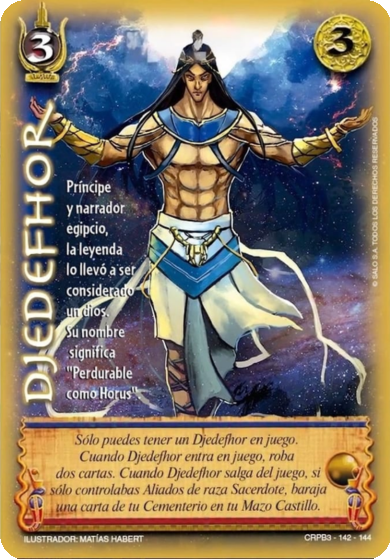 3
3
DJEDEFHOR
Príncipe
y narrador
egipcio,
la leyenda
lo llevó a ser
considerado
un dios.
Su nombre
significa
"Perdurable
como Horus"
© SALO S.A. TODOS LOS DERECHOS RESERVADOS
Sólo puedes tener un Djedefhor en juego.
Cuando Djedefhor entra en juego, roba
dos cartas. Cuando Djedefhor salga del juego, si
sólo controlabas Aliados de raza Sacerdote, baraja
una carta de tu Cementerio en tu Mazo Castillo.
ILUSTRADOR: MATÍAS HABERT
CRPB3 - 142 - 144